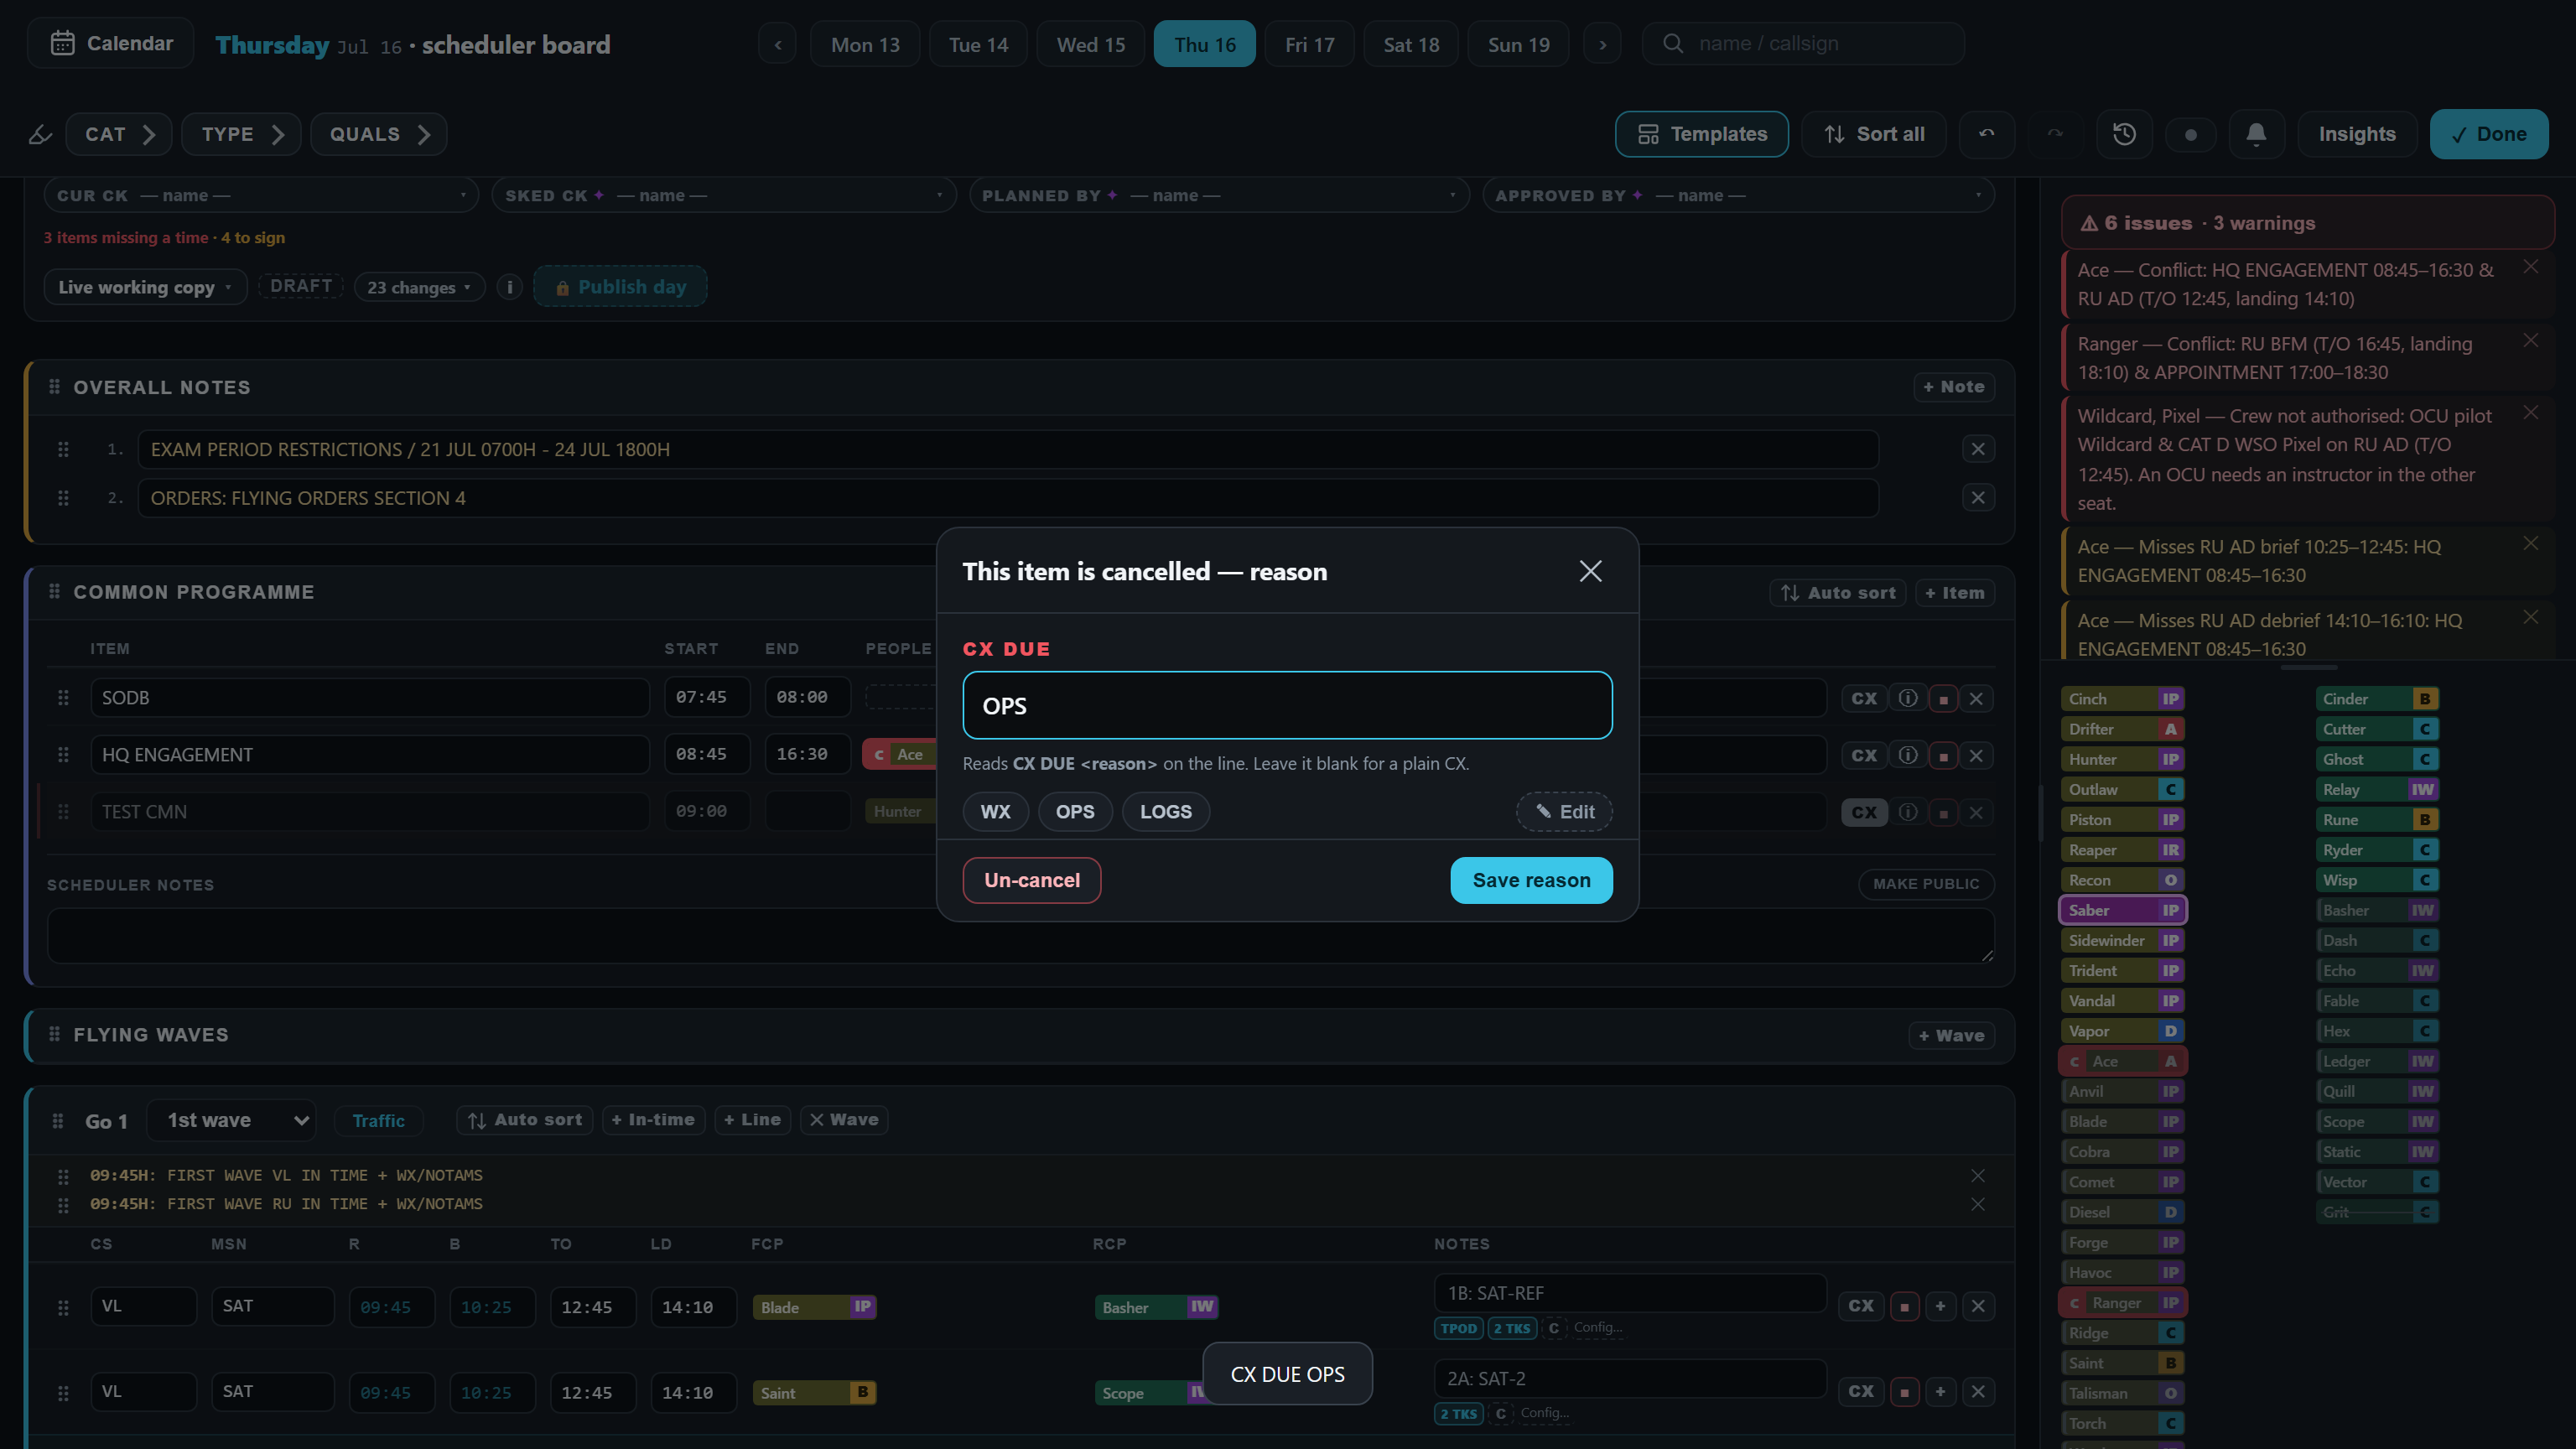 Calendar
Thursday Jul 16 • scheduler board
‹ Mon 13 Tue 14 Wed 15 Thu 16 Fri 17 Sat 18 Sun 19 ›
name / callsign
CAT TYPE QUALS
Templates Sort all Insights ✓ Done
CUR CK — name — SKED CK ✦ — name — PLANNED BY ✦ — name — APPROVED BY ✦ — name —
3 items missing a time · 4 to sign
Live working copy DRAFT 23 changes i Publish day
OVERALL NOTES + Note
1. EXAM PERIOD RESTRICTIONS / 21 JUL 0700H - 24 JUL 1800H
2. ORDERS: FLYING ORDERS SECTION 4
COMMON PROGRAMME Auto sort + Item
ITEM START END PEOPLE
SODB 07:45 08:00 CX
HQ ENGAGEMENT 08:45 16:30 c Ace CX
TEST CMN 09:00 Hunter CX
SCHEDULER NOTES MAKE PUBLIC
This item is cancelled — reason
CX DUE
OPS
Reads CX DUE <reason> on the line. Leave it blank for a plain CX.
WX OPS LOGS Edit
Un-cancel Save reason
FLYING WAVES + Wave
Go 1 1st wave Traffic Auto sort + In-time + Line × Wave
09:45H: FIRST WAVE VL IN TIME + WX/NOTAMS
09:45H: FIRST WAVE RU IN TIME + WX/NOTAMS
CS MSN R B TO LD FCP RCP NOTES
VL SAT 09:45 10:25 12:45 14:10 Blade IP Basher IW 1B: SAT-REF CX
TPOD 2 TKS C Config...
VL SAT 09:45 10:25 12:45 14:10 Saint B Scope 2A: SAT-2 CX
2 TKS C Config...
CX DUE OPS
⚠ 6 issues · 3 warnings
Ace — Conflict: HQ ENGAGEMENT 08:45–16:30 &
RU AD (T/O 12:45, landing 14:10)
Ranger — Conflict: RU BFM (T/O 16:45, landing
18:10) & APPOINTMENT 17:00–18:30
Wildcard, Pixel — Crew not authorised: OCU pilot
Wildcard & CAT D WSO Pixel on RU AD (T/O
12:45). An OCU needs an instructor in the other
seat.
Ace — Misses RU AD brief 10:25–12:45: HQ
ENGAGEMENT 08:45–16:30
Ace — Misses RU AD debrief 14:10–16:10: HQ
ENGAGEMENT 08:45–16:30
Cinch IP Cinder B
Drifter A Cutter C
Hunter IP Ghost C
Outlaw C Relay IW
Piston IP Rune B
Reaper IR Ryder C
Recon O Wisp C
Saber IP Basher IW
Sidewinder IP Dash C
Trident IP Echo IW
Vandal IP Fable C
Vapor D Hex C
c Ace A Ledger IW
Anvil IP Quill IW
Blade IP Scope IW
Cobra IP Static IW
Comet IP Vector C
Diesel D Grit C
Forge IP
Havoc IP
c Ranger IP
Ridge C
Saint B
Talisman O
Torch C